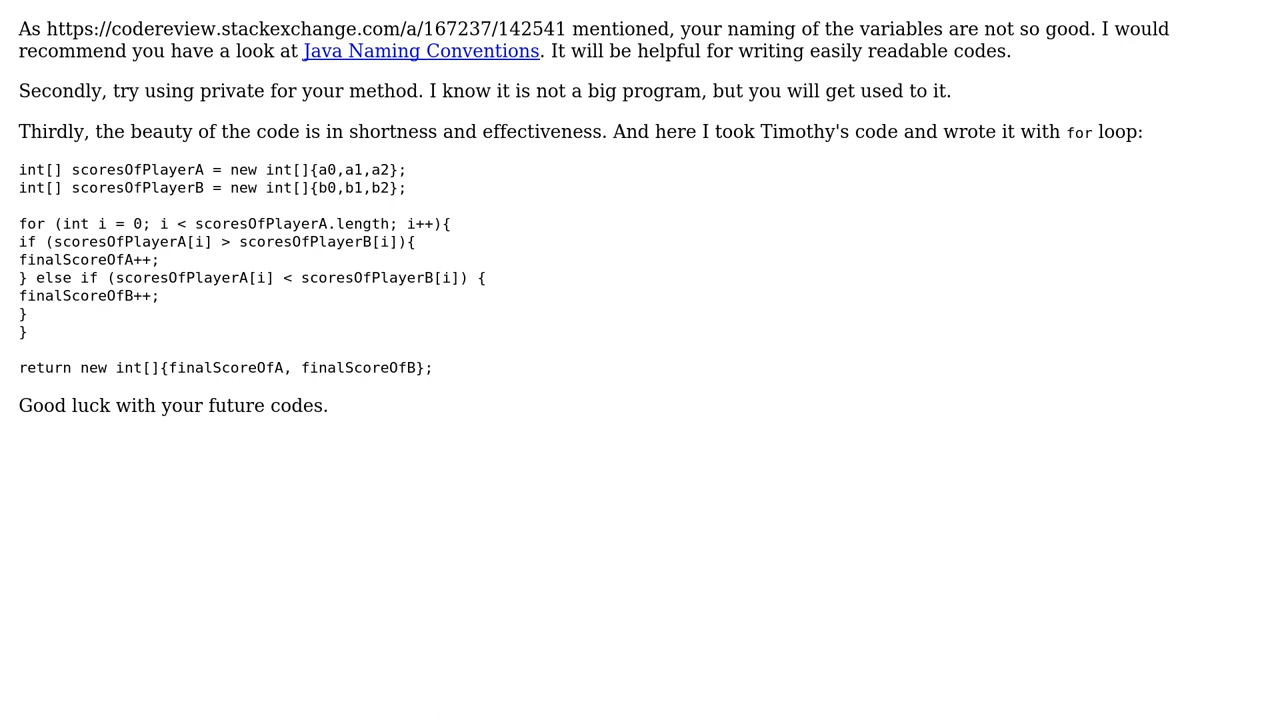 As https://codereview.stackexchange.com/a/167237/142541 mentioned, your naming of the variables are not so good. I would
recommend you have a look at Java Naming Conventions. It will be helpful for writing easily readable codes.
Secondly, try using private for your method. I know it is not a big program, but you will get used to it.
Thirdly, the beauty of the code is in shortness and effectiveness. And here I took Timothy's code and wrote it with for loop:
int[] scoresOfPlayerA = new int[]{a0,a1,a2};
int[] scoresOfPlayerB = new int[]{b0,b1,b2};
for (int i = 0; i < scoresOfPlayerA.length; i++){
if (scoresOfPlayerA[i] > scoresOfPlayerB[i]){
finalScoreOfA++;
} else if (scoresOfPlayerA[i] < scoresOfPlayerB[i]) {
finalScoreOfB++;
}
}
return new int[]{finalScoreOfA, finalScoreOfB};
Good luck with your future codes.